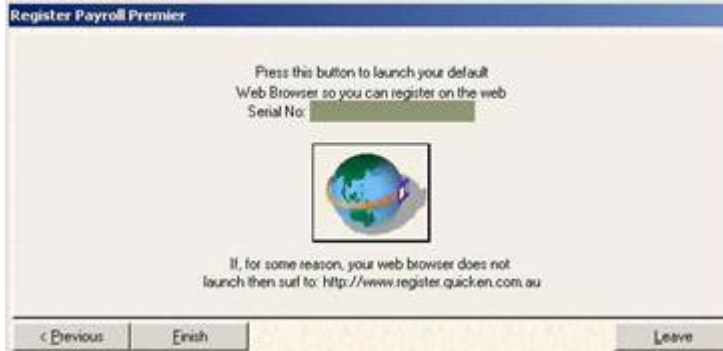 Register Payroll Premier
Press this button to launch your default
Web Browser so you can register on the web
Serial No:
If, for some reason, your web browser does not
launch then surf to: http://www.register.quicken.com.au
< Previous
Finish
Leave